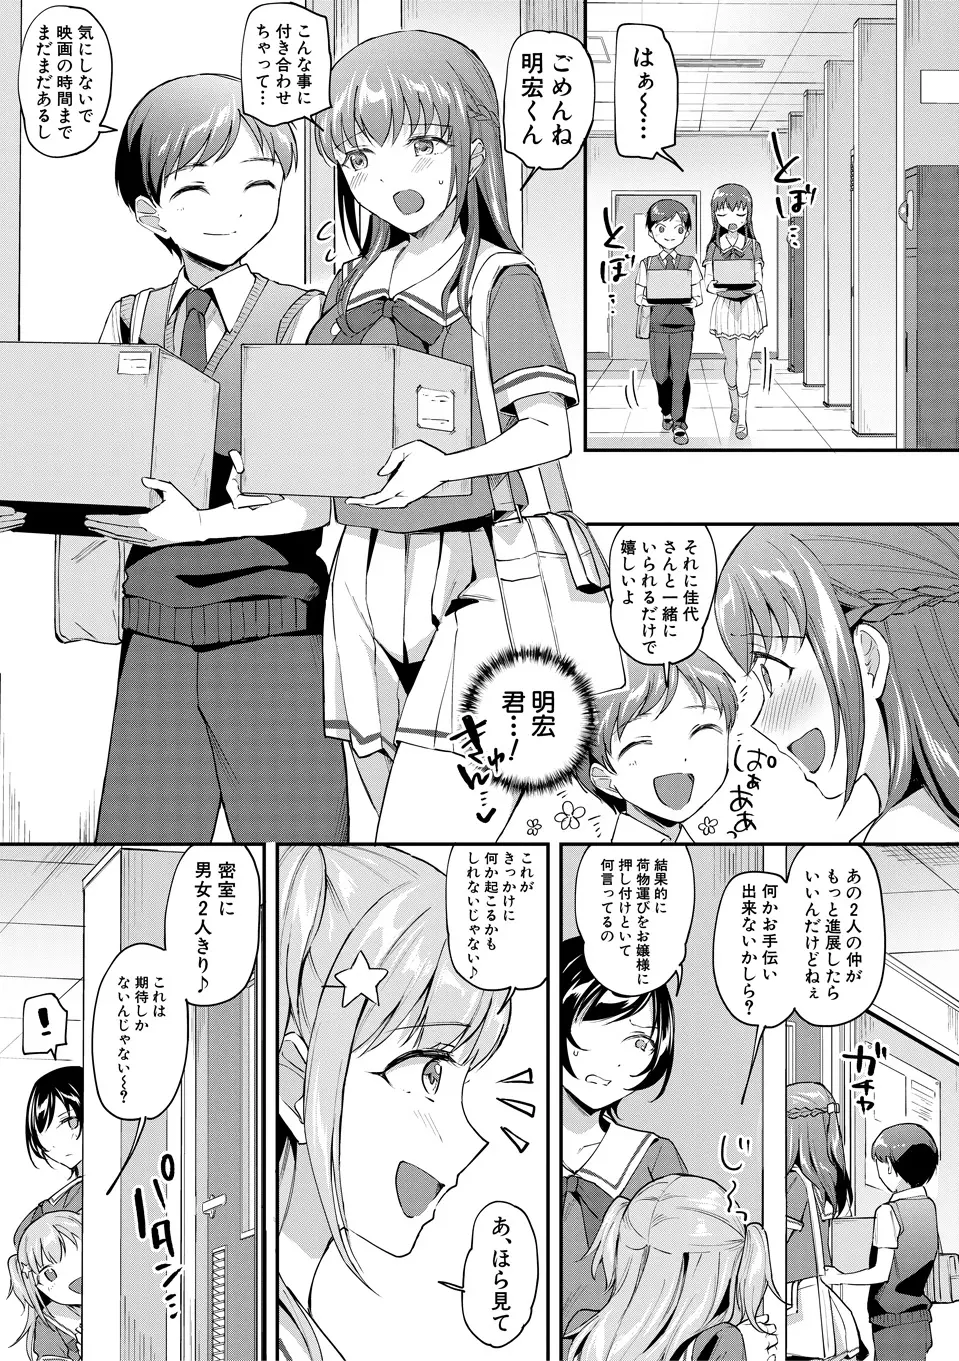 はぁ～…
とぼ
とぼ…
ごめんね
明宏くん
こんな事に
付き合わせ
ちゃって…
気にしないで
映画の時間まで
まだまだあるし
それに佳代
さんと一緒に
いられるだけで
嬉しいよ
ぱぁああ
明宏
君…!
きゅ
ん…♥
あの2人の仲が
もっと進展したら
いいんだけどねぇ
何かお手伝い
出来ないかしら?
ガチャ
結果的に
荷物運びをお嬢様に
押し付けといて
何言ってるの
じ～
これが
きっかけに
何か起こるかも
しれないじゃない♪
あ、ほら見て
密室に
男女2人きり♪
これは
期待しか
ないんじゃない～?
パタン…
!